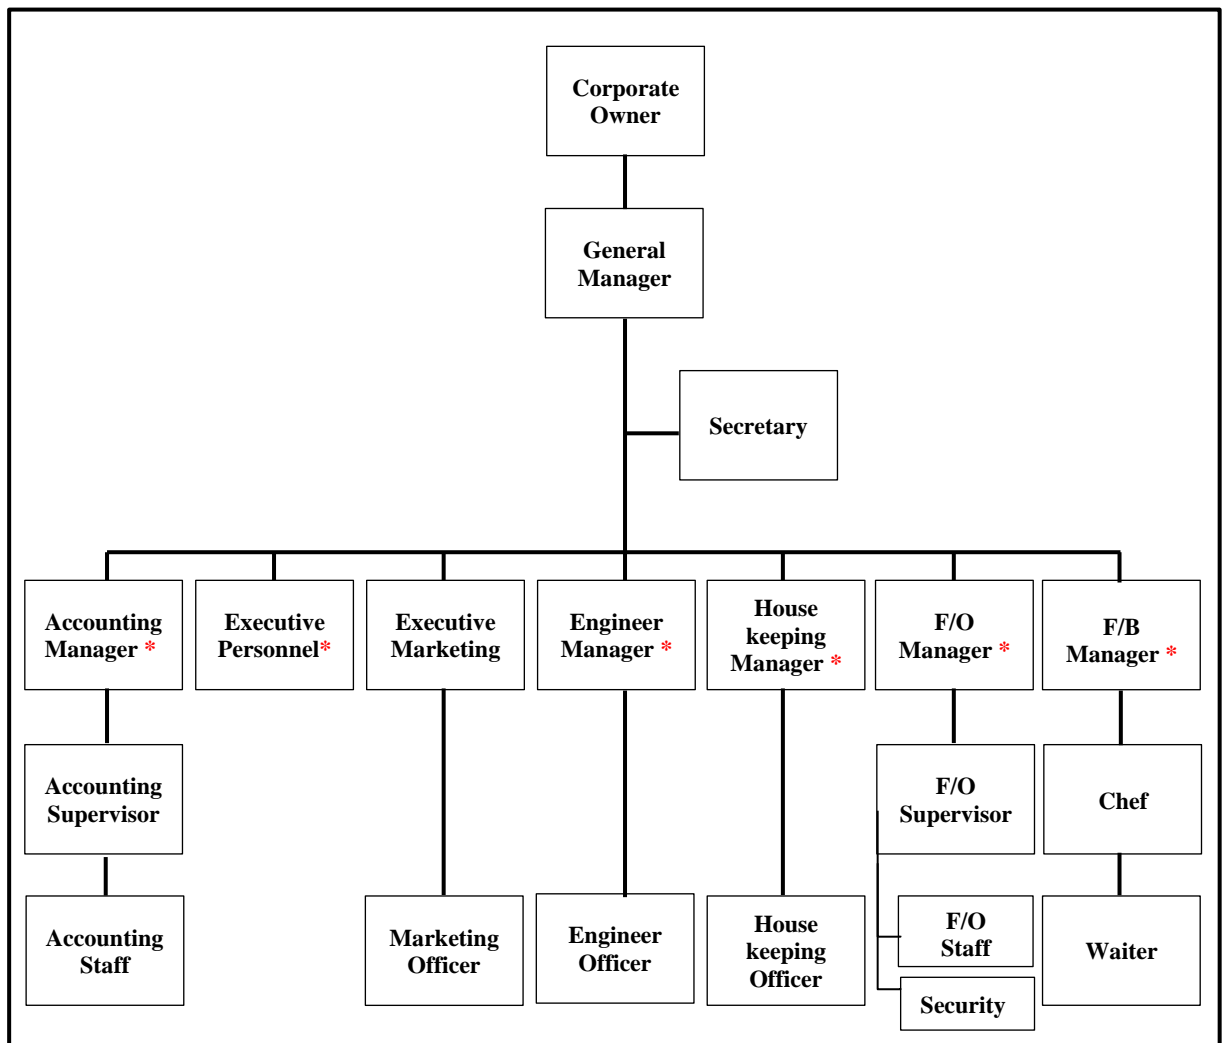 Corporate
Owner
General
Manager
Secretary
Accounting
Manager *
Executive
Personnel*
Executive
Marketing
Engineer
Manager *
House
keeping
Manager *
F/O
Manager *
F/B
Manager *
Accounting
Supervisor
F/O
Supervisor
Chef
Accounting
Staff
Marketing
Officer
Engineer
Officer
House
keeping
Officer
F/O
Staff
Waiter
Security